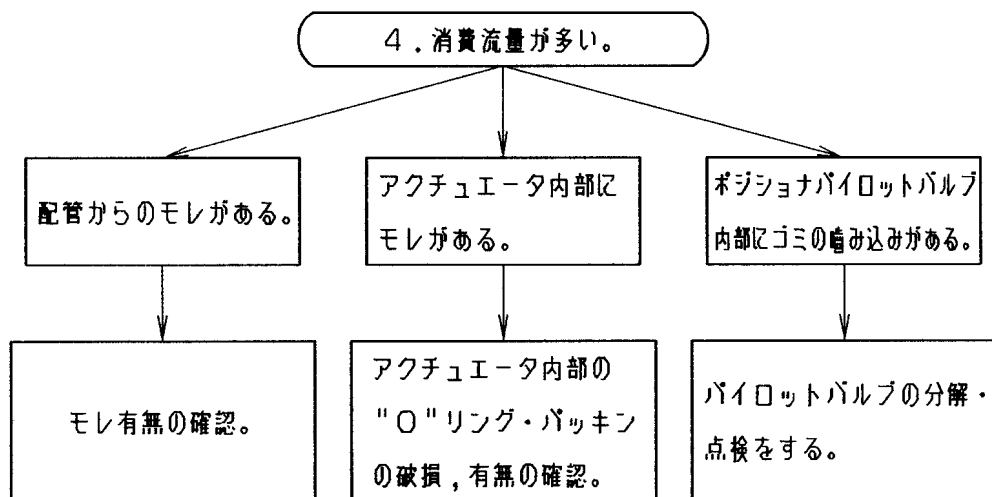 4.消費流量が多い。
配管からのモレがある。
アクチュエータ内部に
モレがある。
ポジショナパイロットバルブ
内部にゴミの噛み込みがある。
モレ有無の確認。
アクチュエータ内部の
"O"リング・パッキン
の破損,有無の確認。
パイロットバルブの分解・
点検をする。